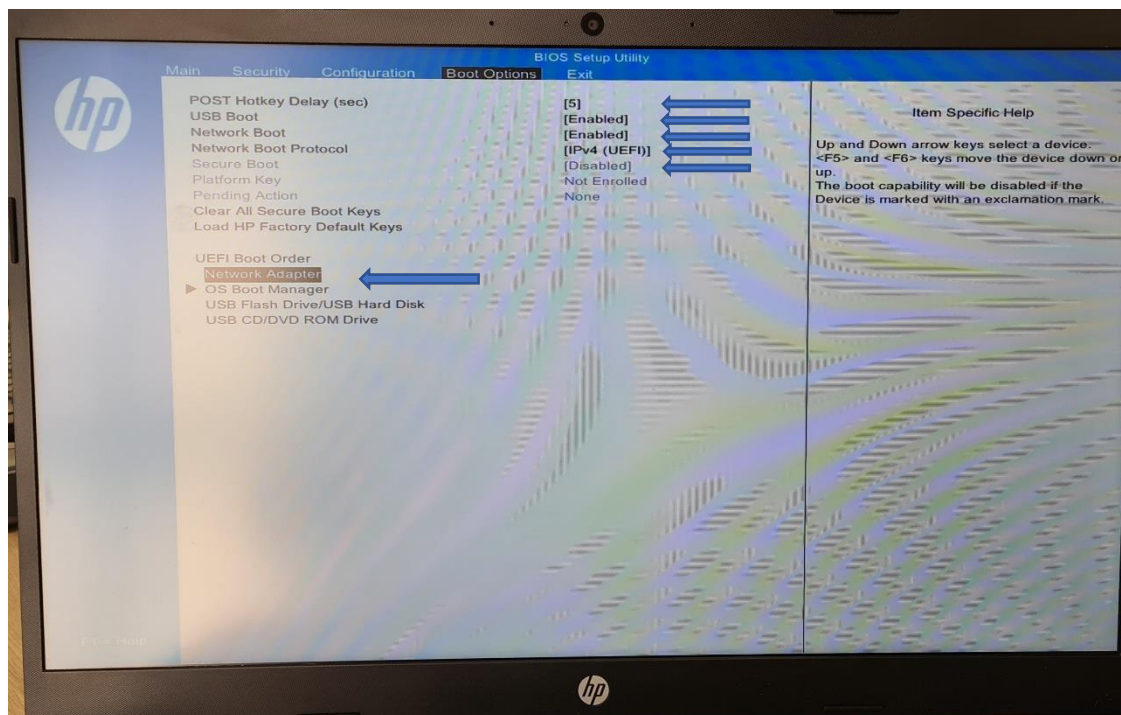 BIOS Setup Utility
Main Security Configuration Boot Options Exit
hp
POST Hotkey Delay (sec) [5]
USB Boot [Enabled]
Network Boot [Enabled]
Network Boot Protocol [IPv4 (UEFI)]
Secure Boot [Disabled]
Platform Key Not Enrolled
Pending Action None
Clear All Secure Boot Keys
Load HP Factory Default Keys
UEFI Boot Order
Network Adapter
OS Boot Manager
USB Flash Drive/USB Hard Disk
USB CD/DVD ROM Drive
Item Specific Help
Up and Down arrow keys select a device.
<F5> and <F6> keys move the device down or
up.
The boot capability will be disabled if the
Device is marked with an exclamation mark.
hp